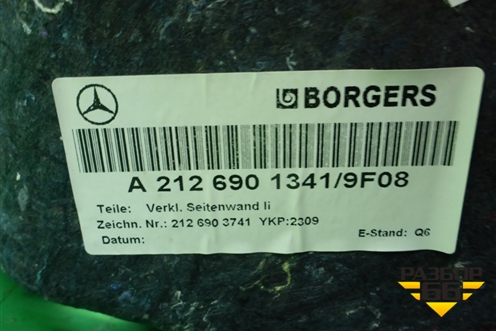 BORGERS
A 212 690 1341/9F08
Teile: Verkl. Seitenwand li
Zeichn. Nr.: 212 690 3741 YKP:2309
Datum: E-Stand: Q6
РАЗБОР
66